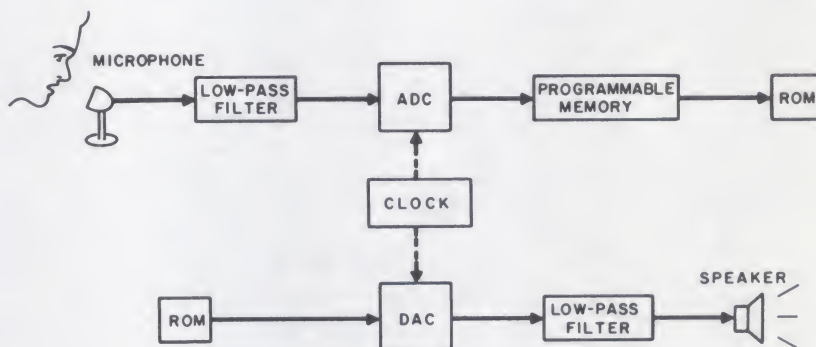 MICROPHONE
LOW-PASS
FILTER
ADC
PROGRAMMABLE
MEMORY
ROM
CLOCK
ROM
DAC
LOW-PASS
FILTER
SPEAKER